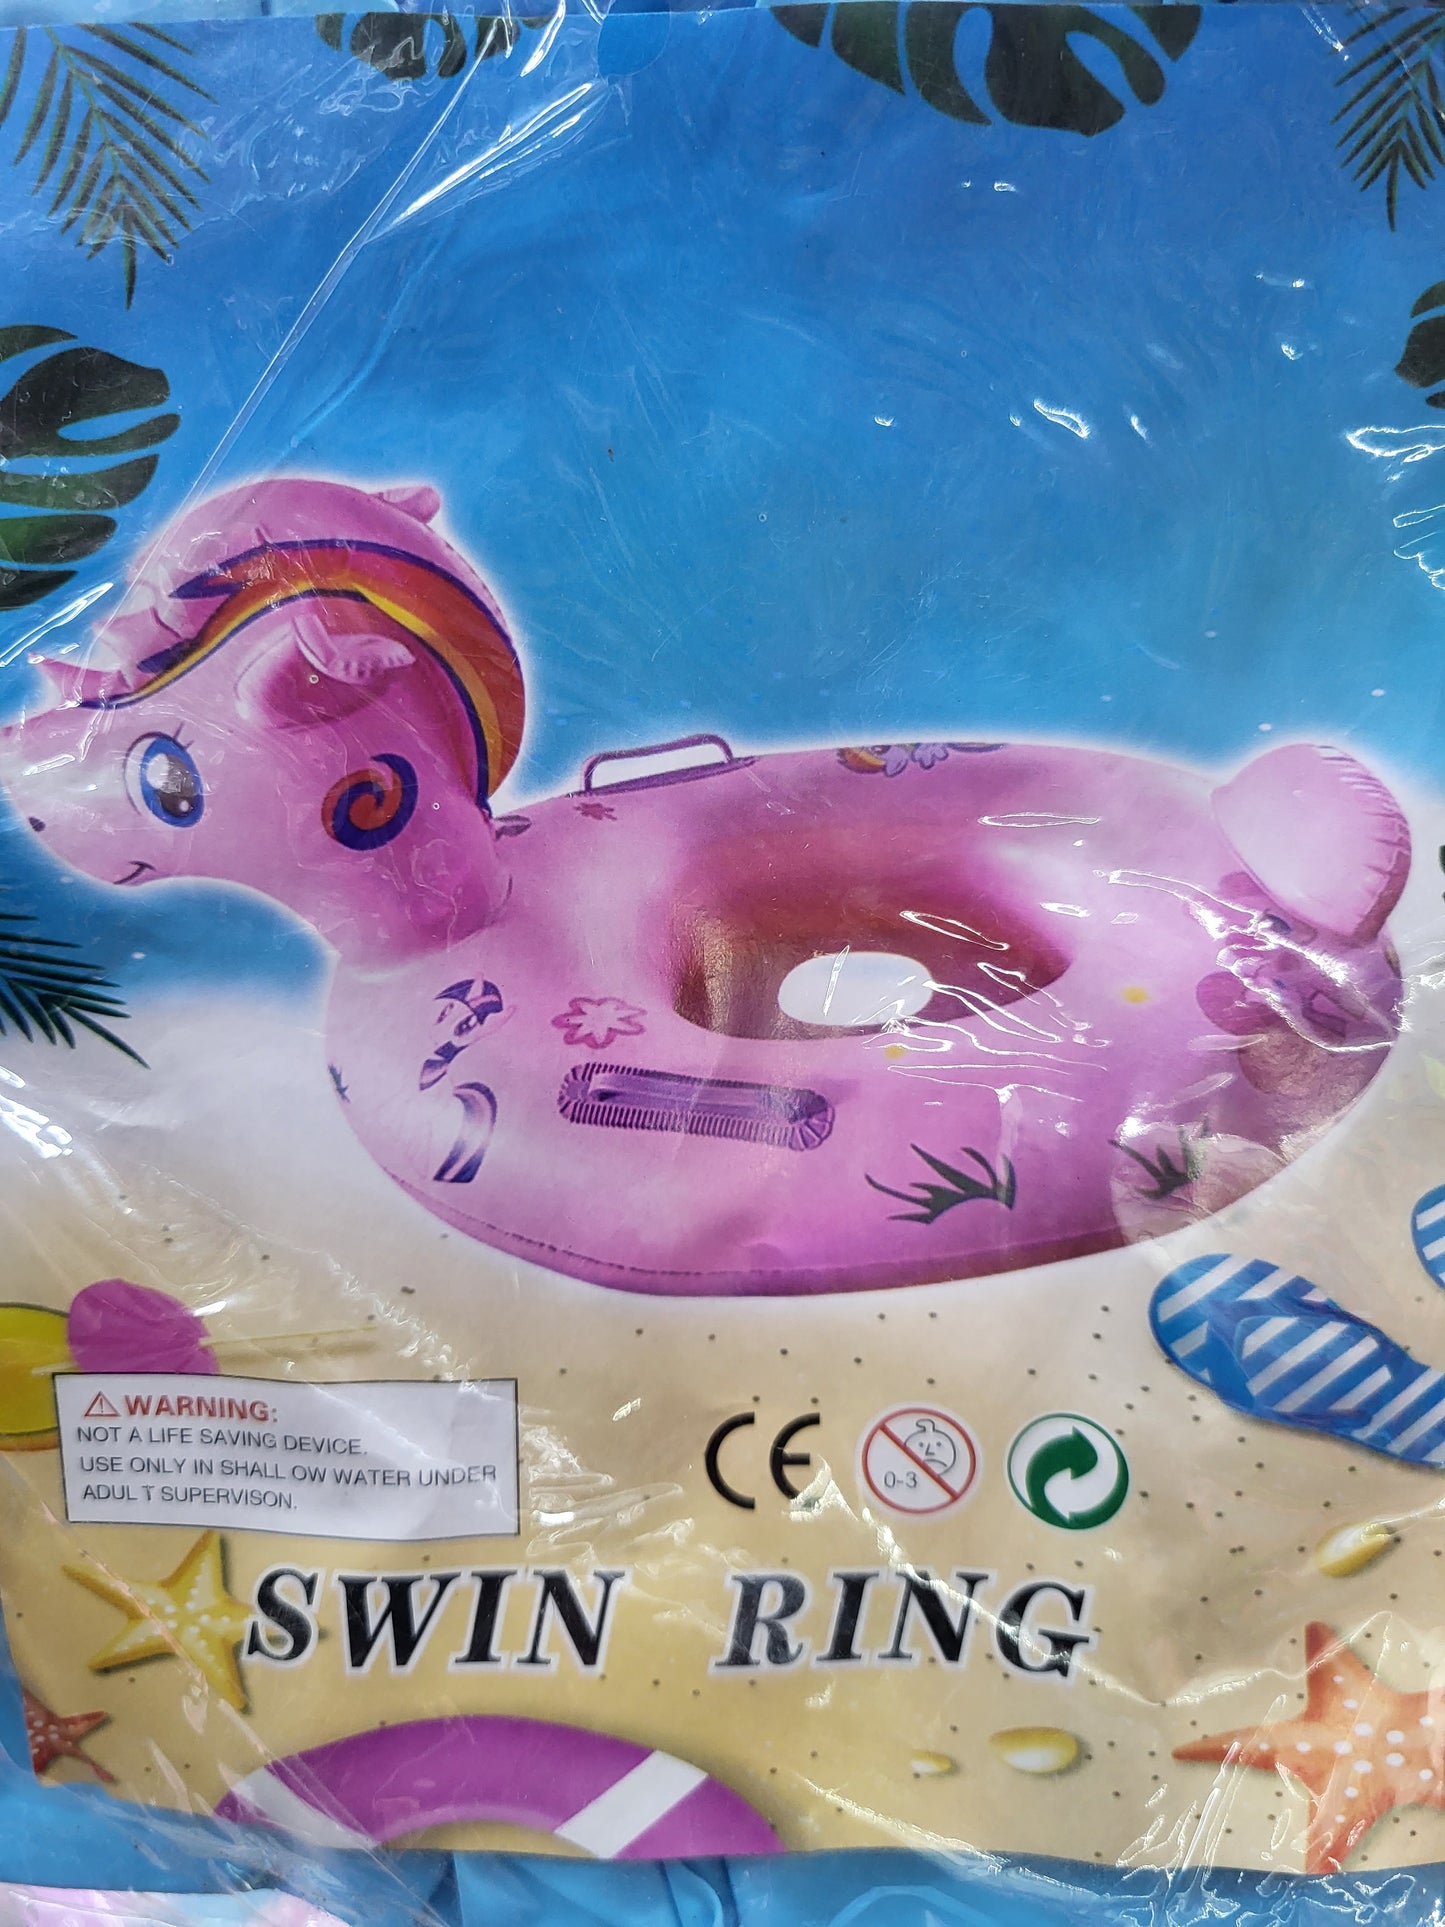 ⚠WARNING:
NOT A LIFE SAVING DEVICE.
USE ONLY IN SHALL OW WATER UNDER
ADUL T SUPERVISON.
CE
0-3
SWIN RING